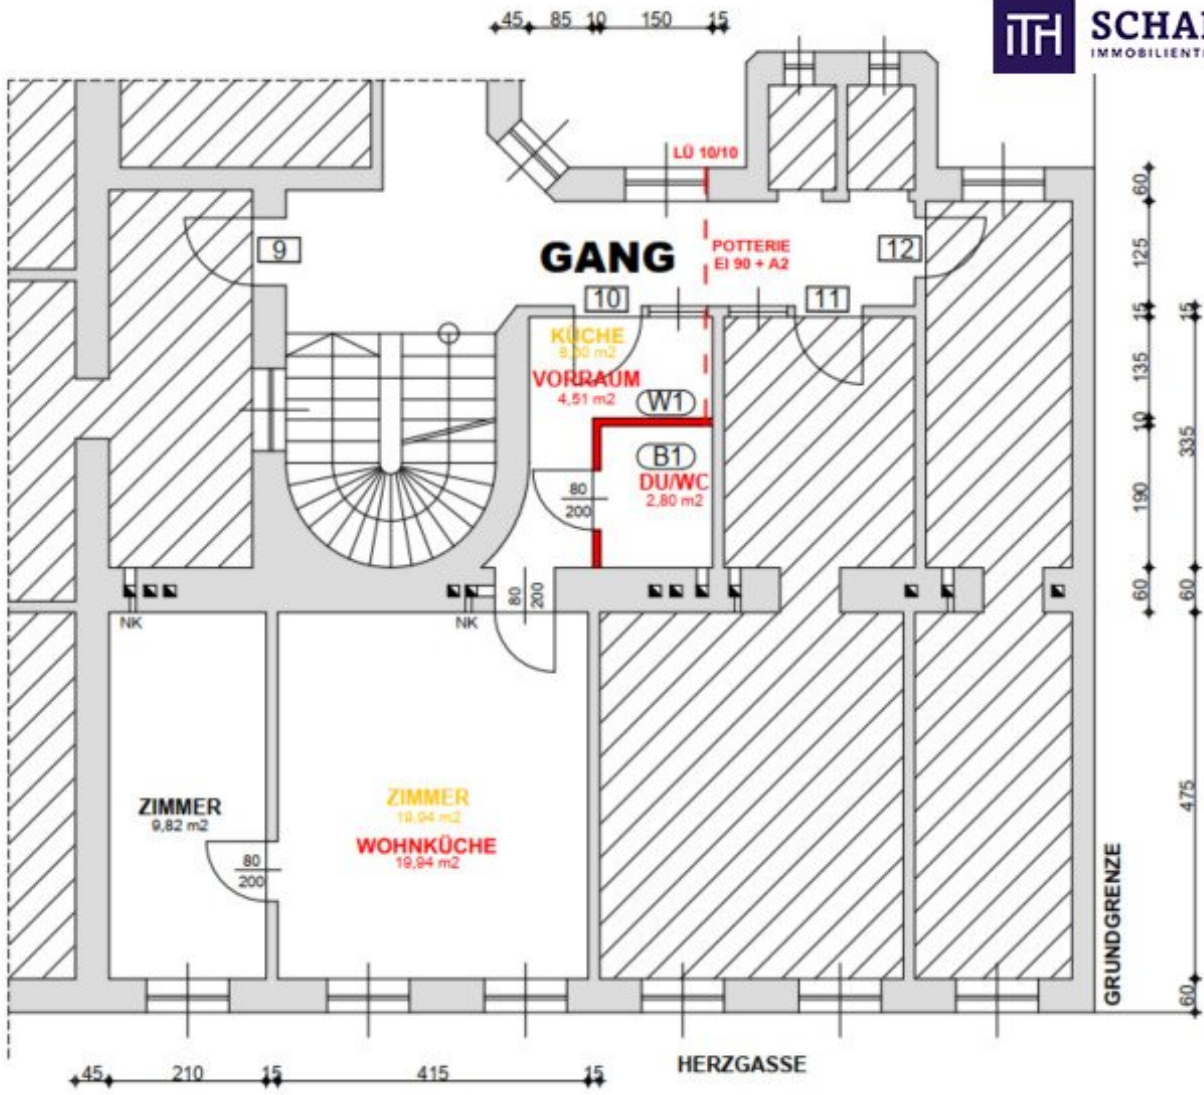 45 85 10 150 15
ITH
SCHA
IMMOBILIENT
LÜ 10/10
60
9
GANG
POTTERIE
EI 90 + A2
12
125
10
11
15
15
KÜCHE
VORRAUM
4,51 m2
135
W1
10
335
B1
DU/WC
2,80 m2
80
200
190
80
200
60
60
NK
NK
ZIMMER
9,82 m2
ZIMMER
19,94 m2
WOHNKÜCHE
19,94 m2
475
80
200
GRUNDGRENZE
60
HERZGASSE
45 210 15 415 15